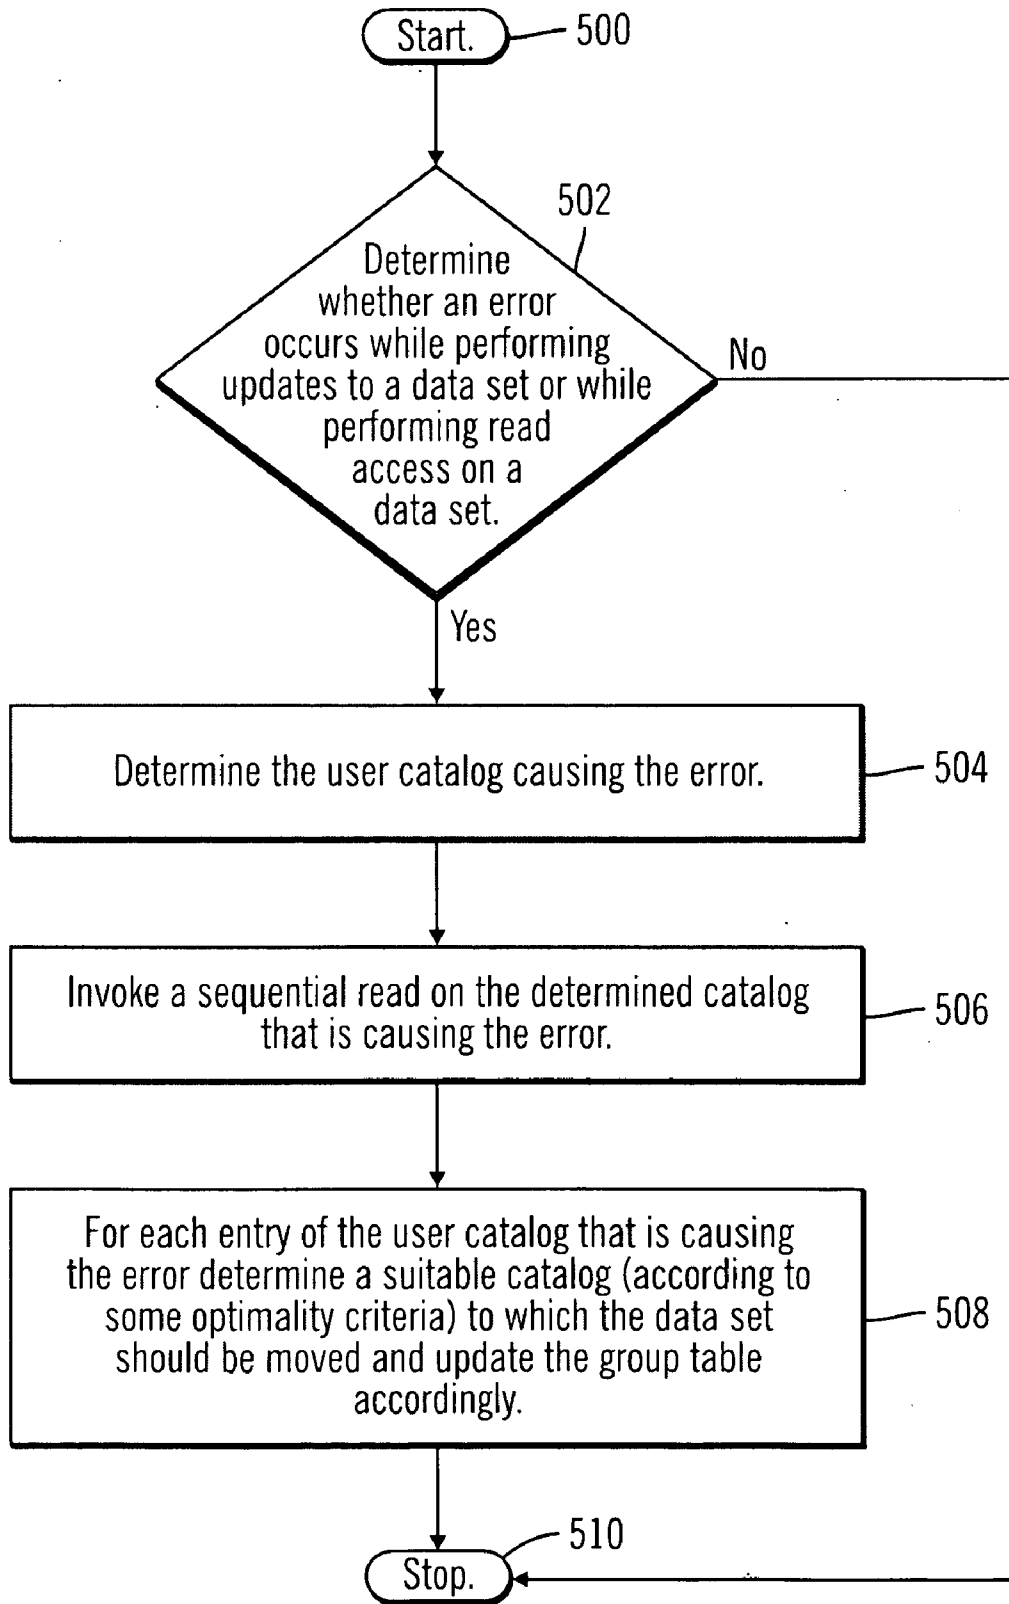 Start.
500
502
Determine
whether an error
occurs while performing
updates to a data set or while
performing read
access on a
data set.
No
Yes
Determine the user catalog causing the error.
504
Invoke a sequential read on the determined catalog
that is causing the error.
506
For each entry of the user catalog that is causing
the error determine a suitable catalog (according to
some optimality criteria) to which the data set
should be moved and update the group table
accordingly.
508
510
Stop.